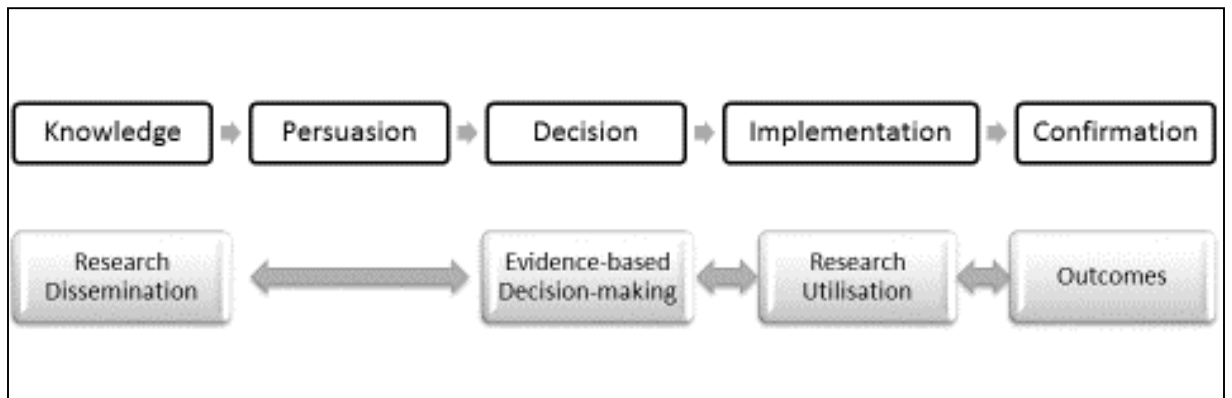 Knowledge
Persuasion
Decision
Implementation
Confirmation
Research
Dissemination
Evidence-based
Decision-making
Research
Utilisation
Outcomes